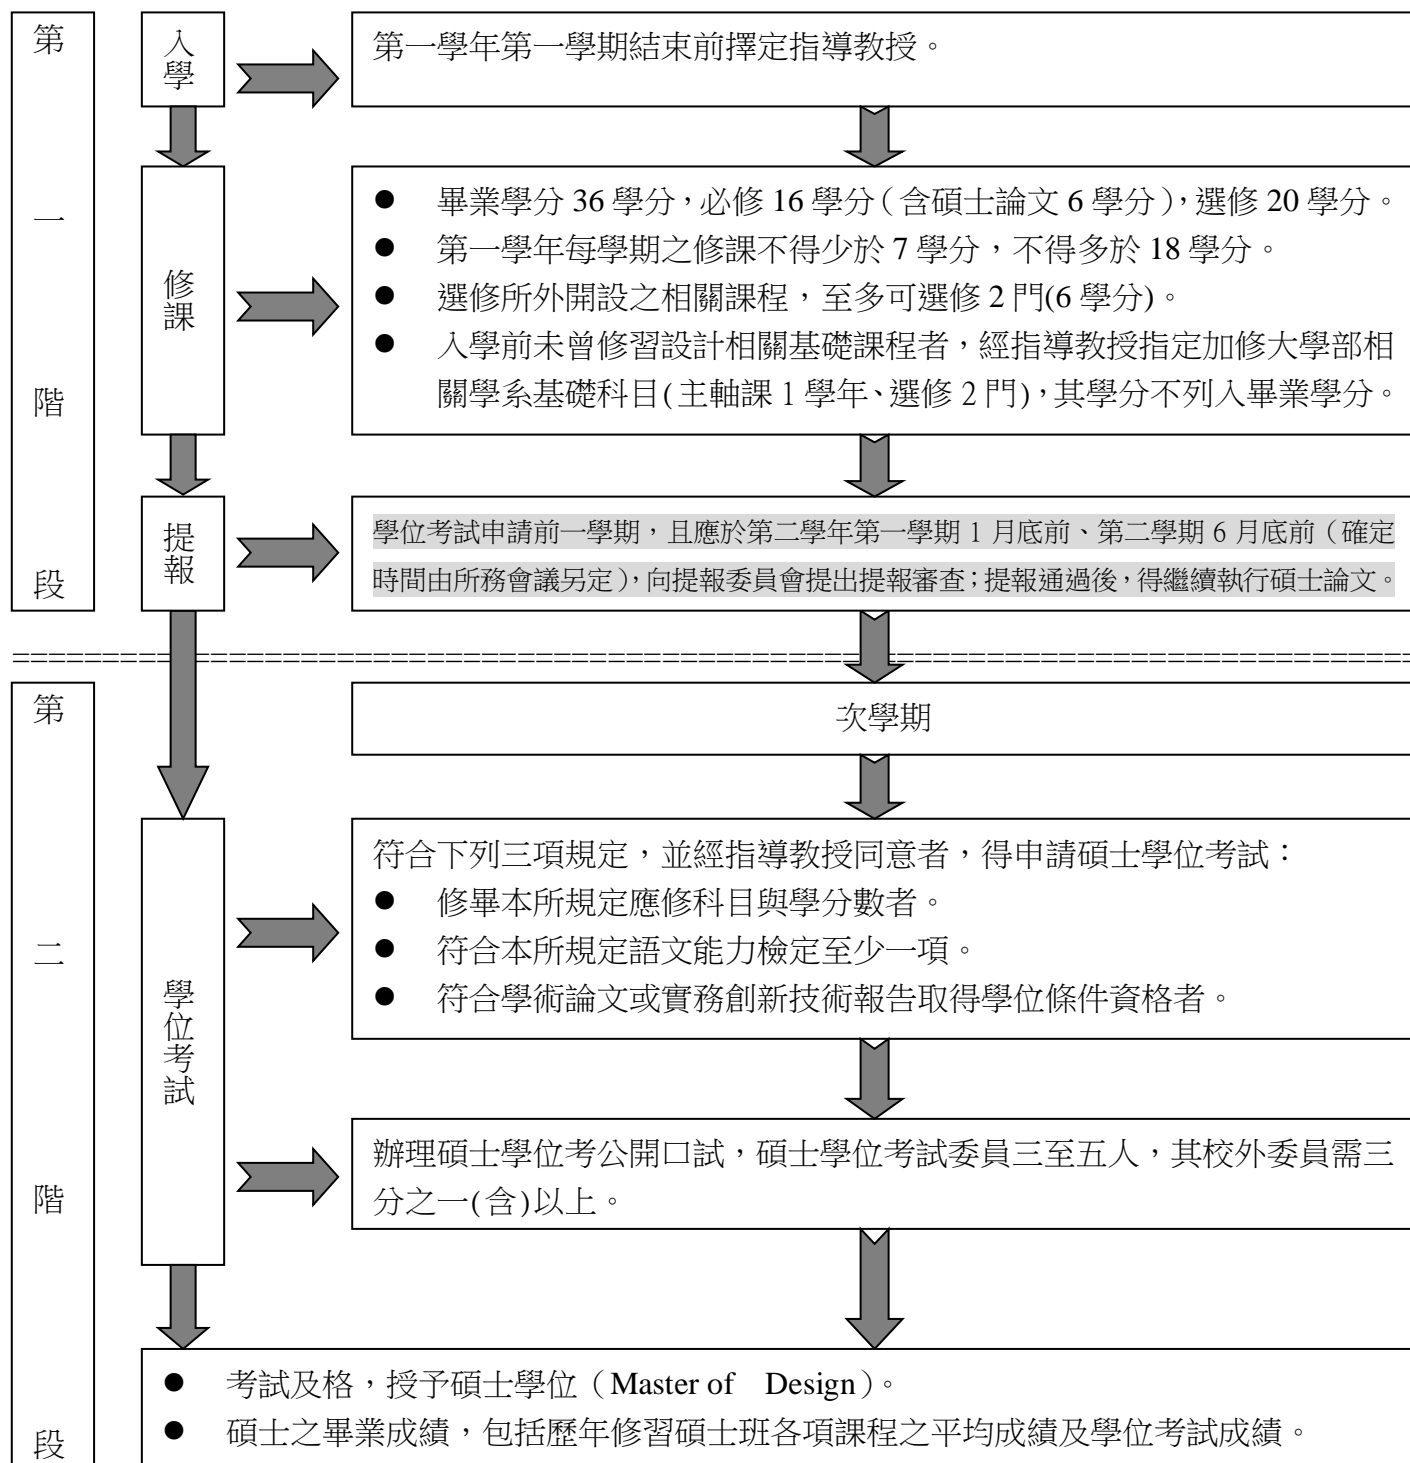 第一階段
入學
第一學年第一學期結束前擇定指導教授。
修課
● 畢業學分 36 學分，必修 16 學分（含碩士論文 6 學分），選修 20 學分。
● 第一學年每學期之修課不得少於 7 學分，不得多於 18 學分。
● 選修所外開設之相關課程，至多可選修 2 門(6 學分)。
● 入學前未曾修習設計相關基礎課程者，經指導教授指定加修大學部相
關學系基礎科目(主軸課 1 學年、選修 2 門)，其學分不列入畢業學分。
提報
學位考試申請前一學期，且應於第二學年第一學期 1 月底前、第二學期 6 月底前（確定
時間由所務會議另定），向提報委員會提出提報審查；提報通過後，得繼續執行碩士論文。
第二階段
次學期
學位考試
符合下列三項規定，並經指導教授同意者，得申請碩士學位考試：
● 修畢本所規定應修科目與學分數者。
● 符合本所規定語文能力檢定至少一項。
● 符合學術論文或實務創新技術報告取得學位條件資格者。
辦理碩士學位考公開口試，碩士學位考試委員三至五人，其校外委員需三
分之一(含)以上。
● 考試及格，授予碩士學位（Master of Design）。
● 碩士之畢業成績，包括歷年修習碩士班各項課程之平均成績及學位考試成績。